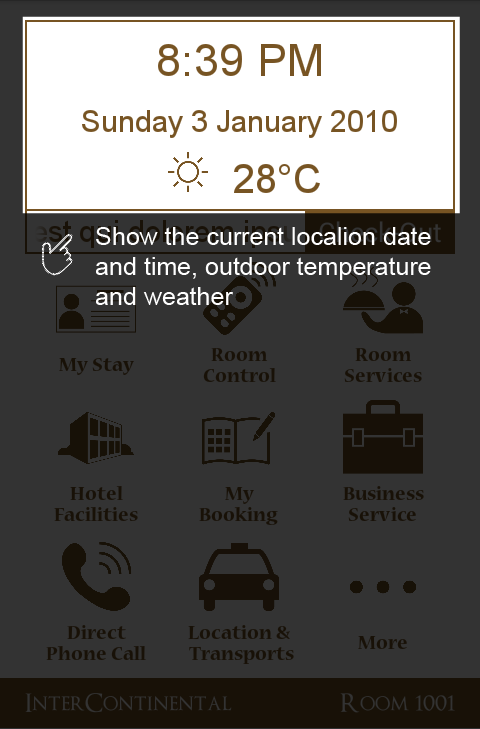 8:39 PM
Sunday 3 January 2010
28°C
Check Out
Show the current localion date
and time, outdoor temperature
and weather
My Stay
Room
Control
Room
Services
Hotel
Facilities
My
Booking
Business
Service
Direct
Phone Call
Location &
Transports
More
INTERCONTINENTAL
ROOM 1001